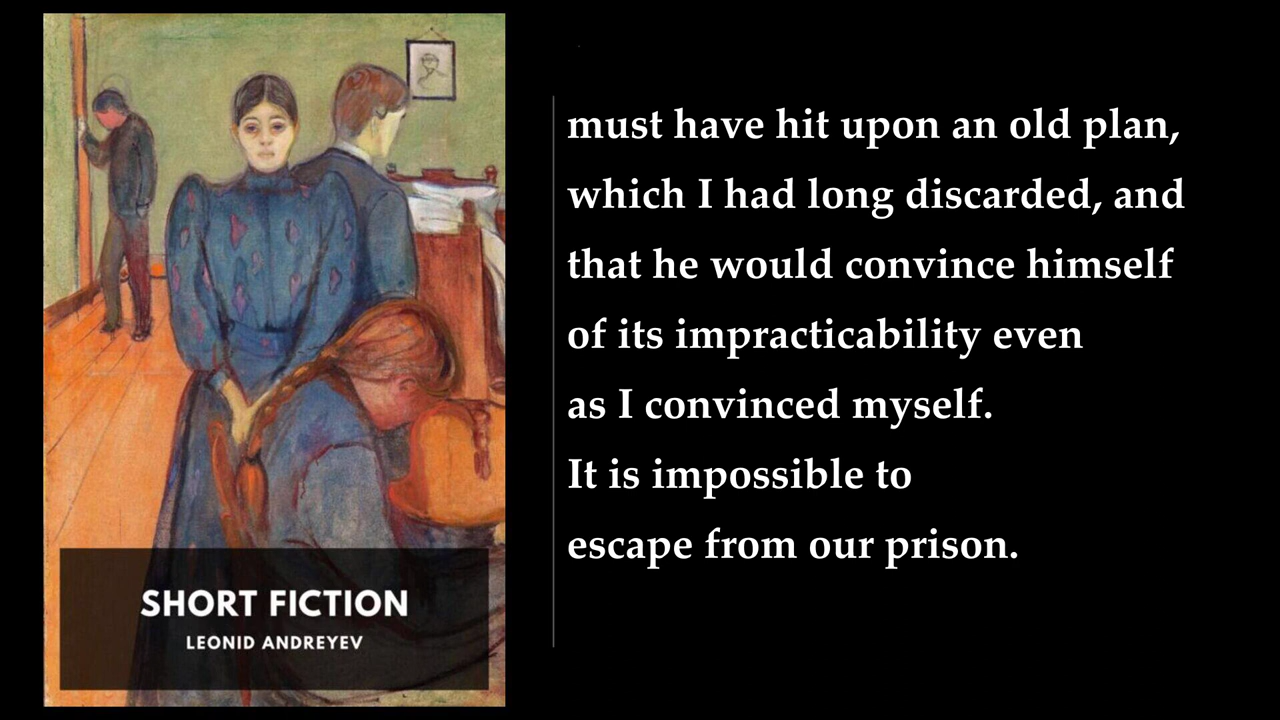 SHORT FICTION
LEONID ANDREYEV
must have hit upon an old plan,
which I had long discarded, and
that he would convince himself
of its impracticability even
as I convinced myself.
It is impossible to
escape from our prison.